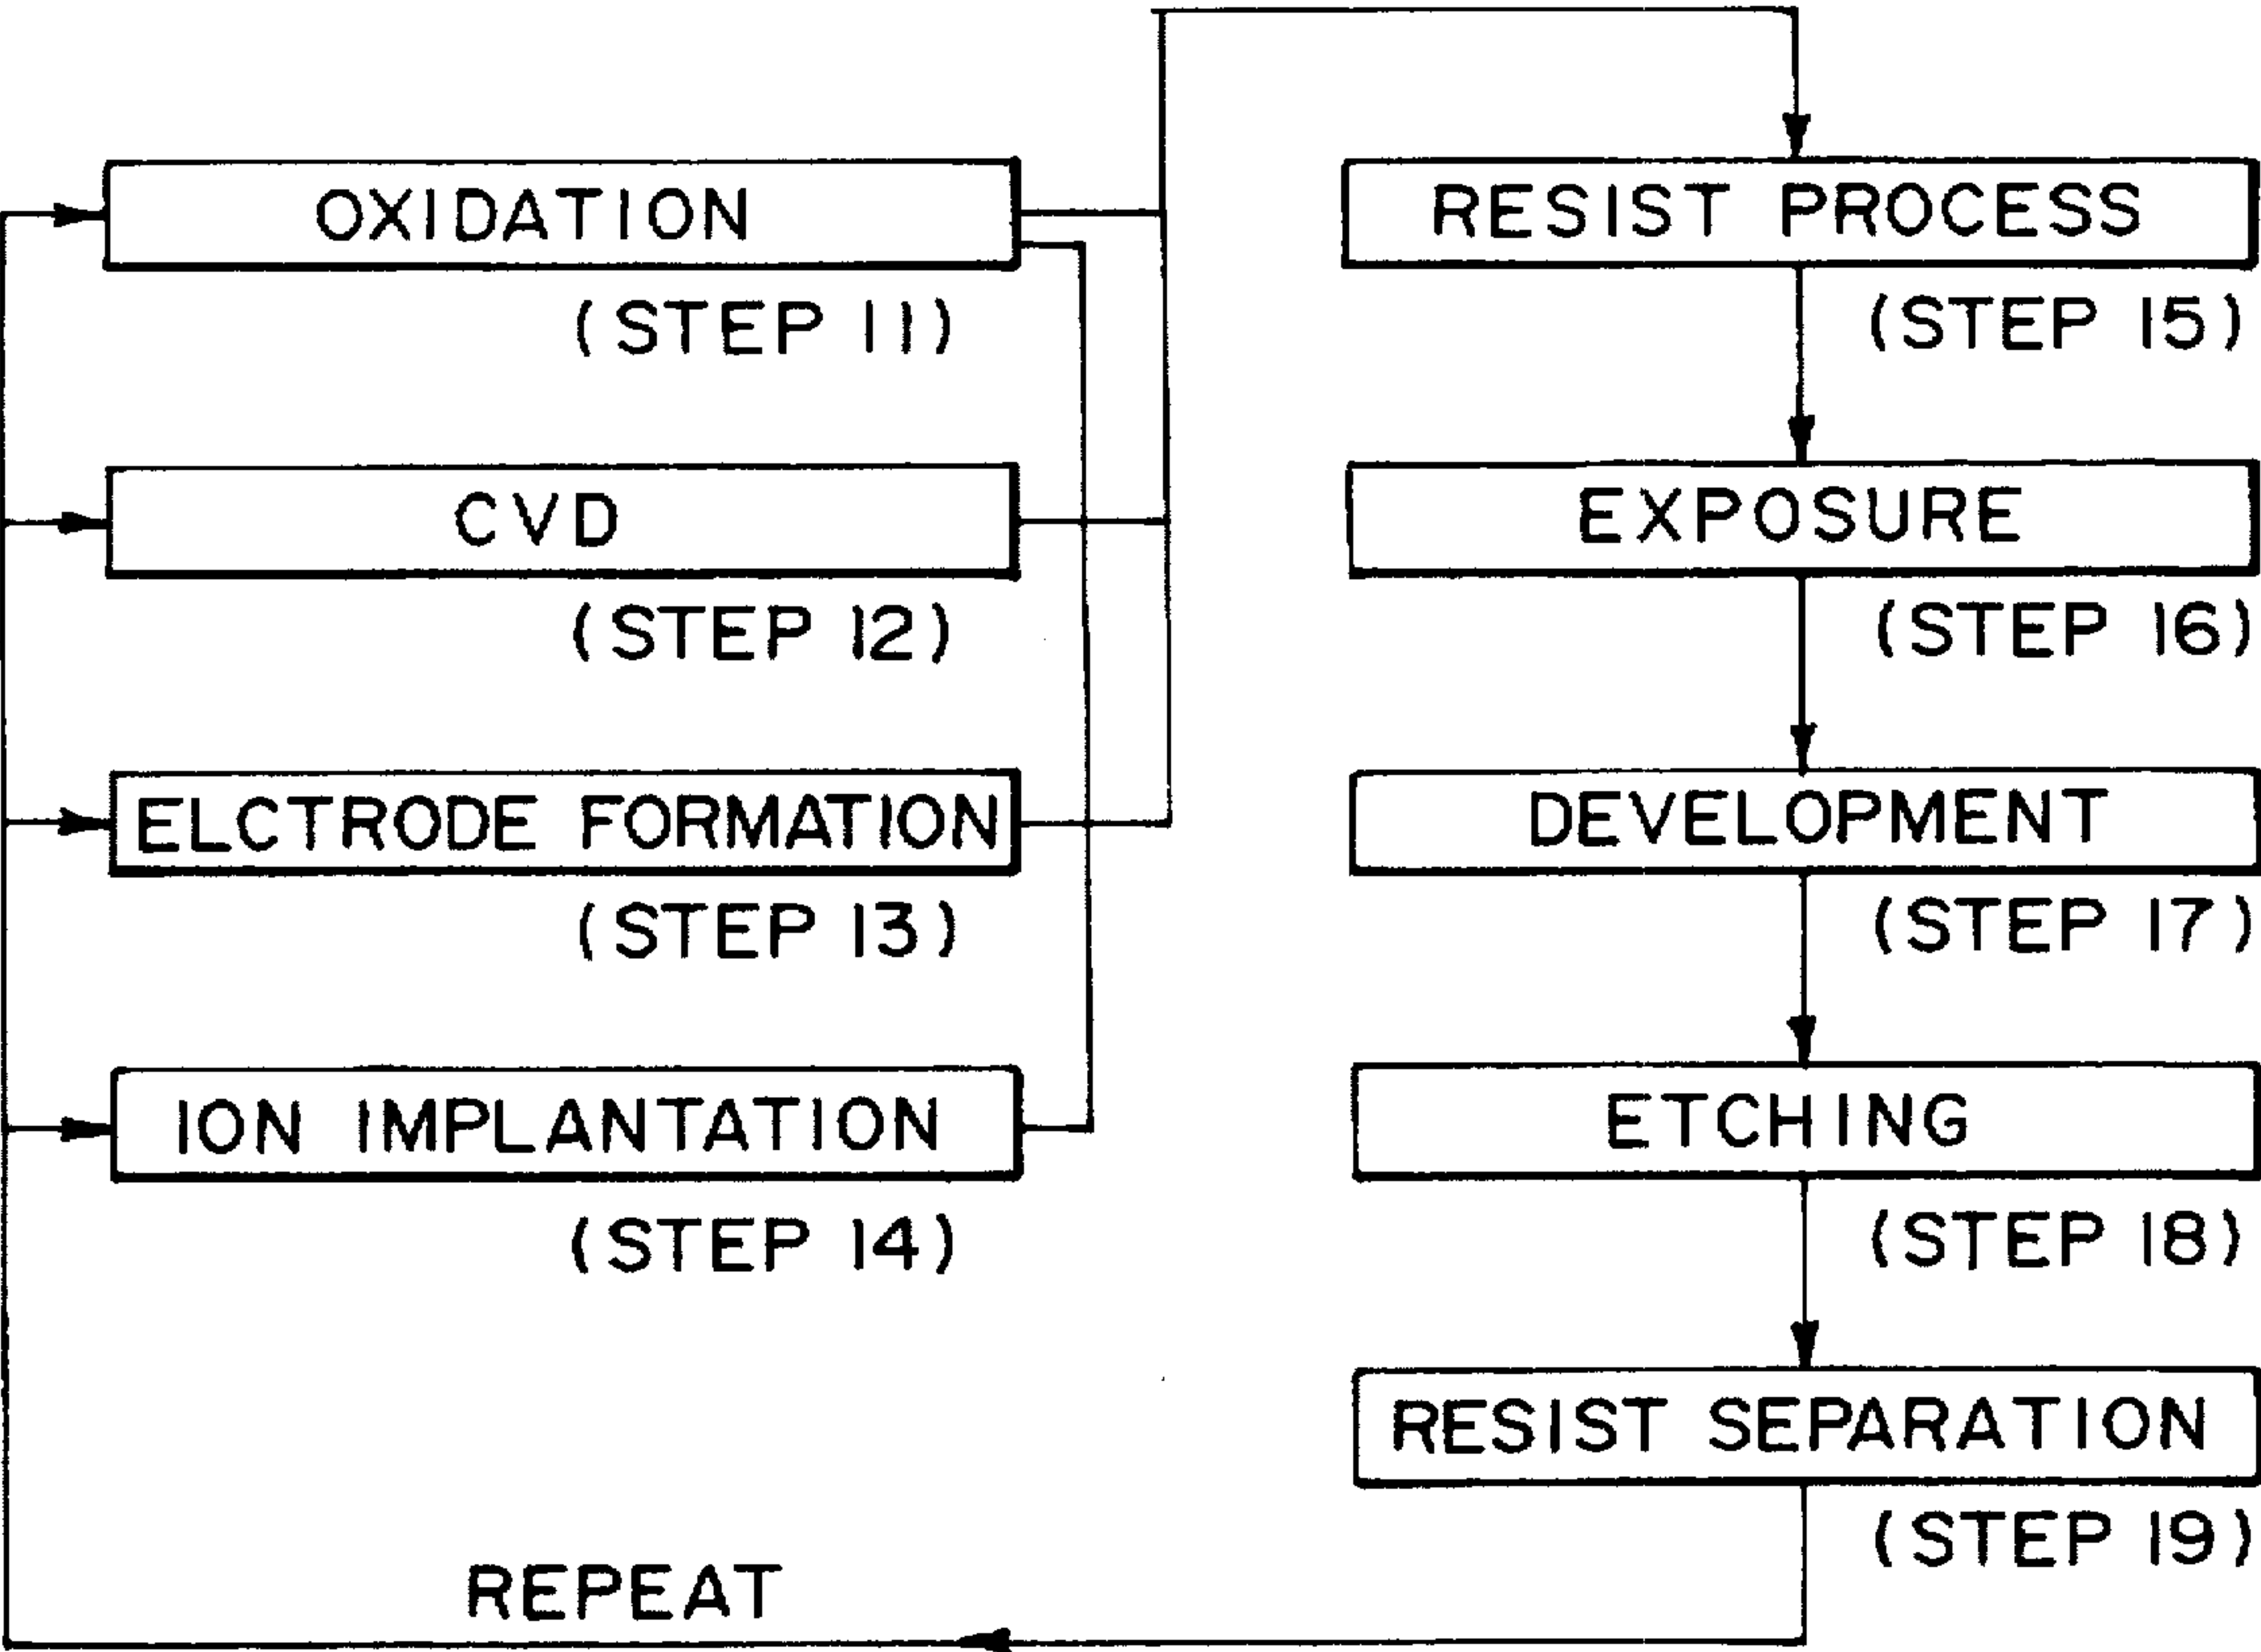 OXIDATION
(STEP 11)
CVD
(STEP 12)
ELCTRODE FORMATION
(STEP 13)
ION IMPLANTATION
(STEP 14)
RESIST PROCESS
(STEP 15)
EXPOSURE
(STEP 16)
DEVELOPMENT
(STEP 17)
ETCHING
(STEP 18)
RESIST SEPARATION
(STEP 19)
REPEAT